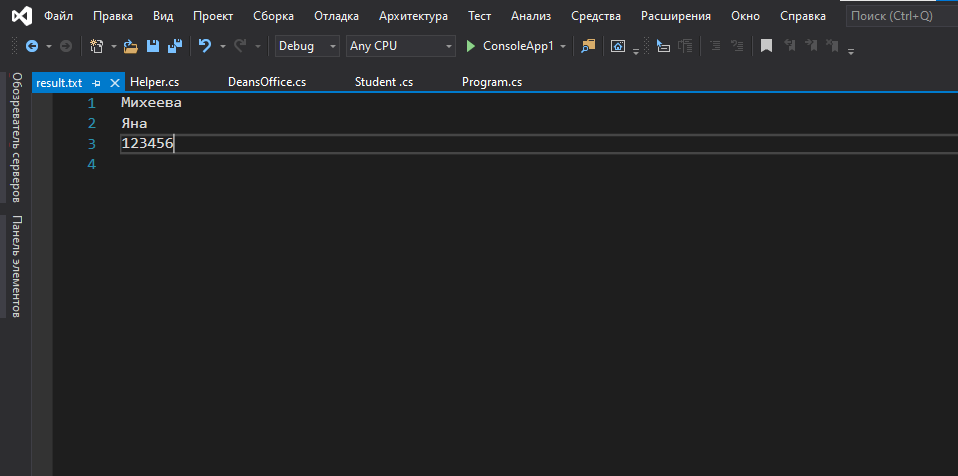 Файл Правка Вид Проект Сборка Отладка Архитектура Тест Анализ Средства Расширения Окно Справка Поиск (Ctrl+Q)
Debug Any CPU ConsoleApp1
result.txt Helper.cs DeansOffice.cs Student .cs Program.cs
Обозреватель серверов
Панель элементов
1 Михеева
2 Яна
3 123456
4